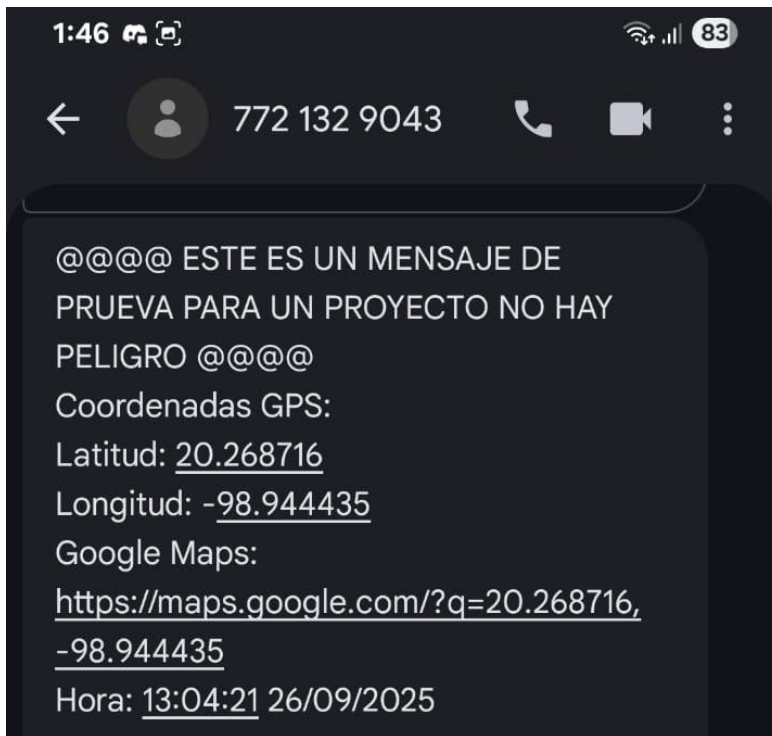 1:46 83
772 132 9043
@@@@ ESTE ES UN MENSAJE DE
PRUEVA PARA UN PROYECTO NO HAY
PELIGRO @@@@
Coordenadas GPS:
Latitud: 20.268716
Longitud: -98.944435
Google Maps:
https://maps.google.com/?q=20.268716,
-98.944435
Hora: 13:04:21 26/09/2025